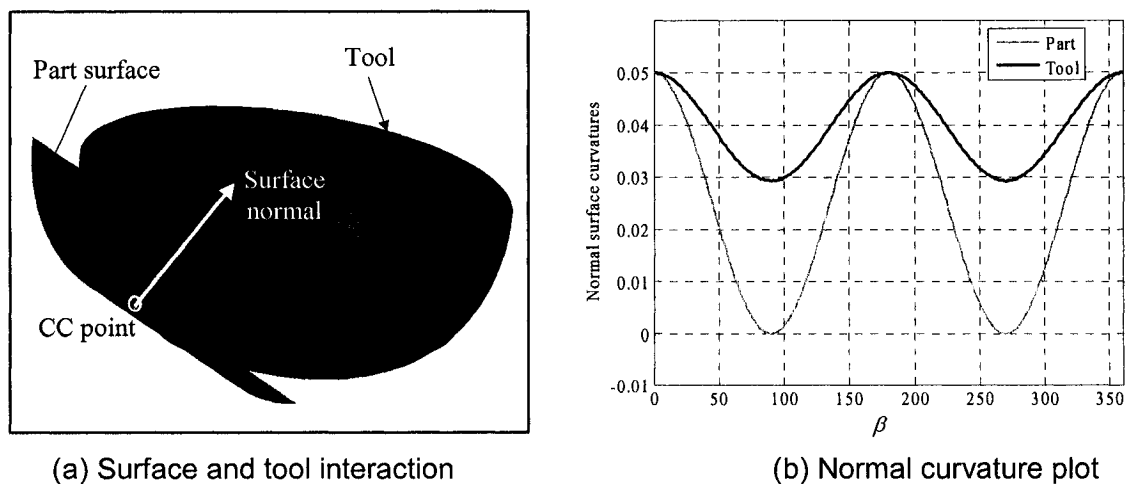 Part surface
Tool
Surface
normal
CC point
(a) Surface and tool interaction
Part
Tool
Normal surface curvatures
0.05
0.04
0.03
0.02
0.01
0
-0.01
0 50 100 150 200 250 300 350
β
(b) Normal curvature plot